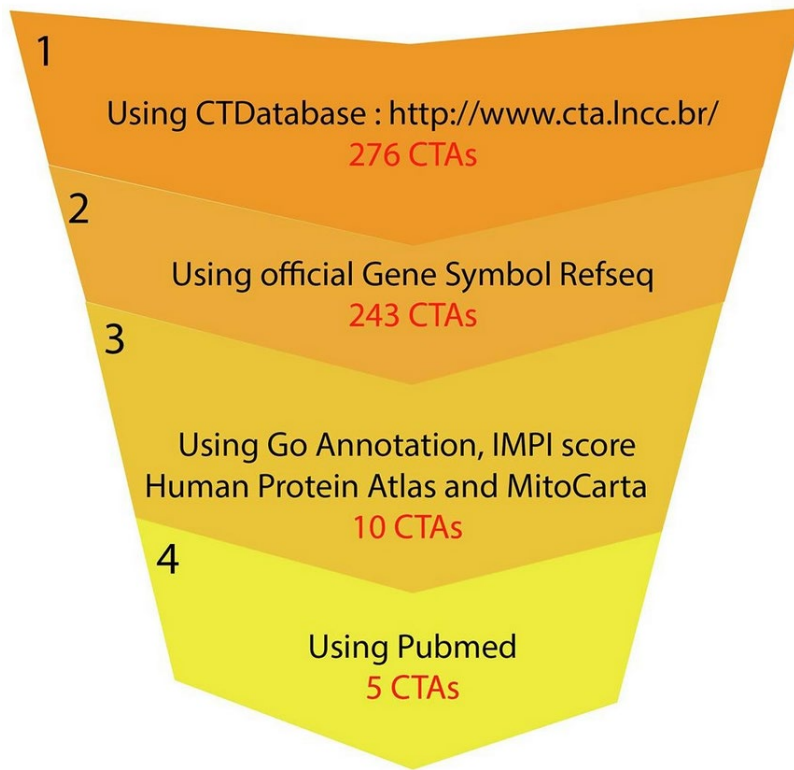 1
Using CTDatabase : http://www.cta.lncc.br/
276 CTAs
2
Using official Gene Symbol Refseq
243 CTAs
3
Using Go Annotation, IMPI score
Human Protein Atlas and MitoCarta
10 CTAs
4
Using Pubmed
5 CTAs